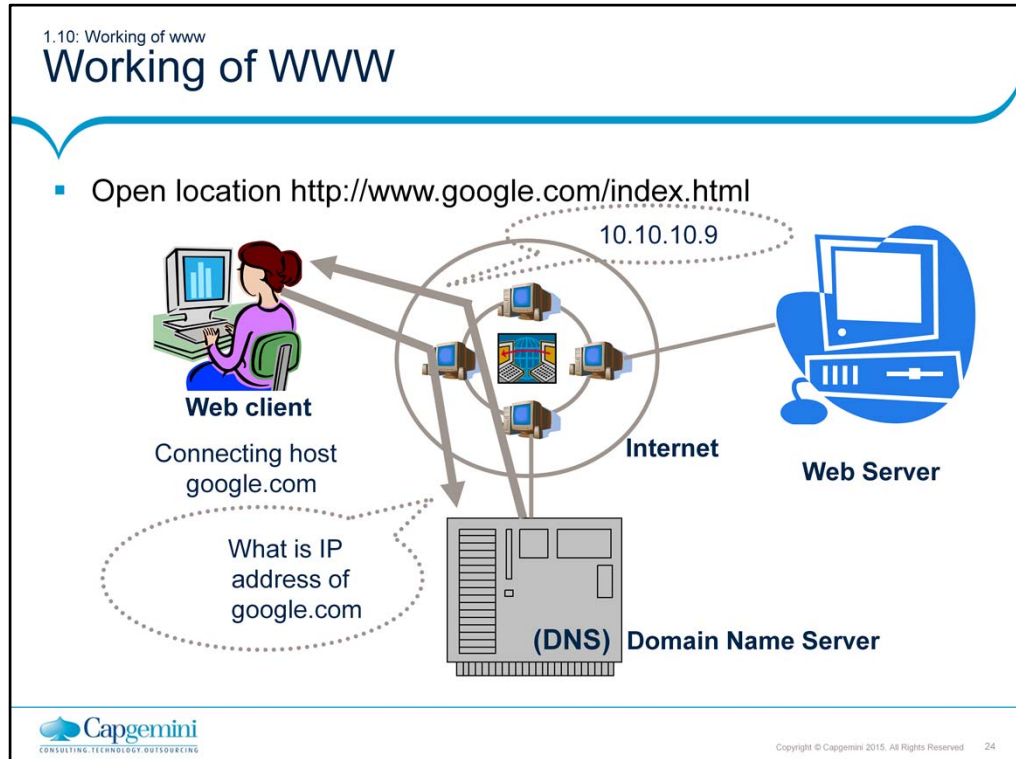 1.10: Working of www
Working of WWW
▪ Open location http://www.google.com/index.html
10.10.10.9
Web client
Connecting host
google.com
Internet
Web Server
What is IP
address of
google.com
(DNS) Domain Name Server
Capgemini
CONSULTING.TECHNOLOGY.OUTSOURCING
Copyright © Capgemini 2015. All Rights Reserved 24